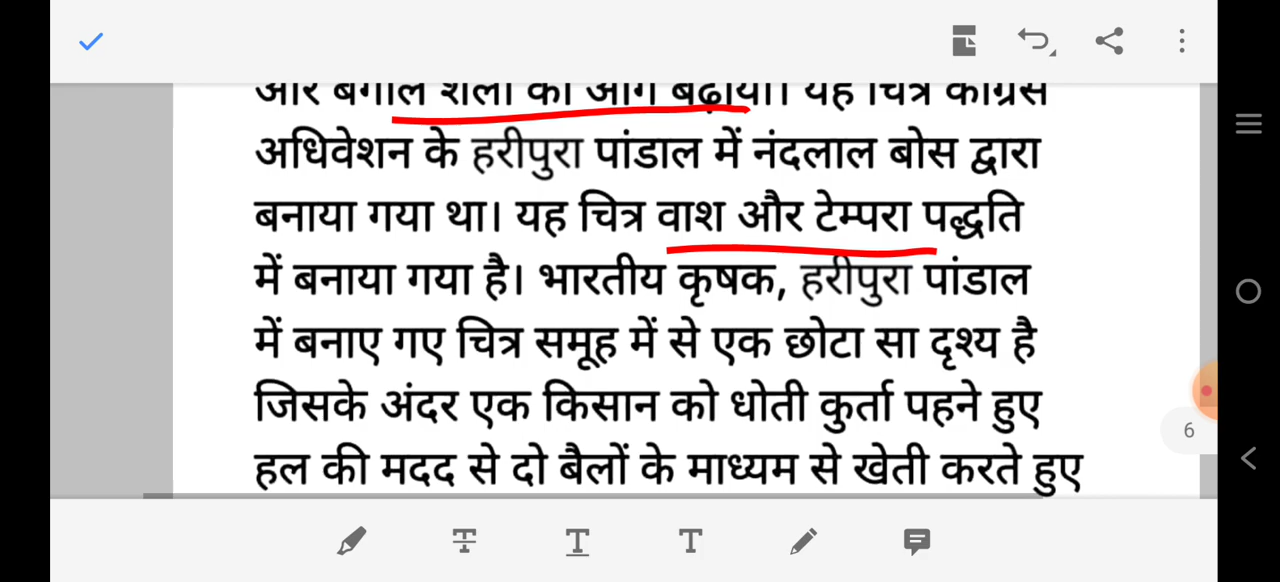 और बंगाल शैली को आगे बढ़ाया। यह चित्र कांग्रेस
अधिवेशन के हरीपुरा पांडाल में नंदलाल बोस द्वारा
बनाया गया था। यह चित्र वाश और टेम्परा पद्धति
में बनाया गया है। भारतीय कृषक, हरीपुरा पांडाल
में बनाए गए चित्र समूह में से एक छोटा सा दृश्य है
जिसके अंदर एक किसान को धोती कुर्ता पहने हुए
हल की मदद से दो बैलों के माध्यम से खेती करते हुए
6